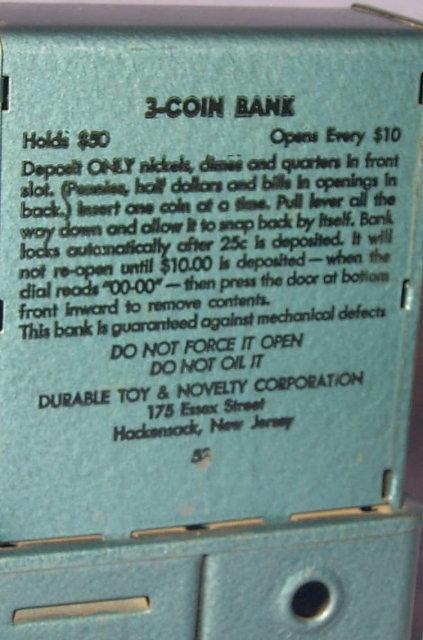 3-COIN BANK
Holds $50 Opens Every $10
Deposit ONLY nickels, dimes and quarters in front
slot. (Pennies, half dollars and bills in openings in
back.) Insert one coin at a time. Pull lever all the
way down and allow it to snap back by itself. Bank
locks automatically after 25c is deposited. It will
not re-open until $10.00 is deposited—when the
dial reads "00-00"—then press the door at bottom
front inward to remove contents.
This bank is guaranteed against mechanical defects
DO NOT FORCE IT OPEN
DO NOT OIL IT
DURABLE TOY & NOVELTY CORPORATION
175 Essex Street
Hackensack, New Jersey